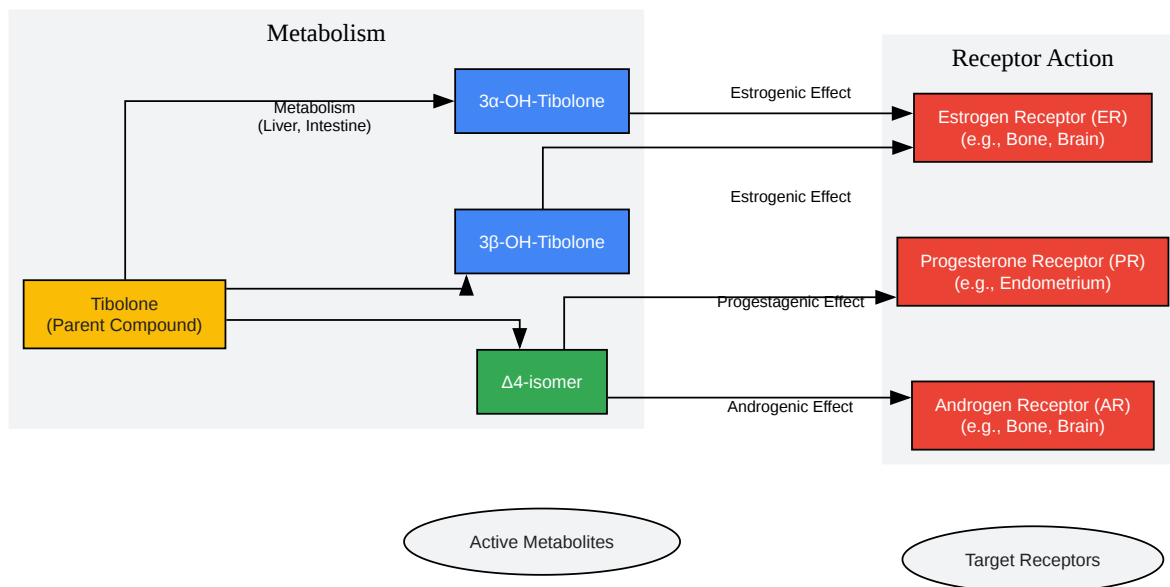 Metabolism
Receptor Action
3α-OH-Tibolone
Metabolism
(Liver, Intestine)
Estrogenic Effect
Estrogen Receptor (ER)
(e.g., Bone, Brain)
3β-OH-Tibolone
Estrogenic Effect
Tibolone
(Parent Compound)
Progestagenic Effect
Progesterone Receptor (PR)
(e.g., Endometrium)
Δ4-isomer
Androgenic Effect
Androgen Receptor (AR)
(e.g., Bone, Brain)
Active Metabolites
Target Receptors